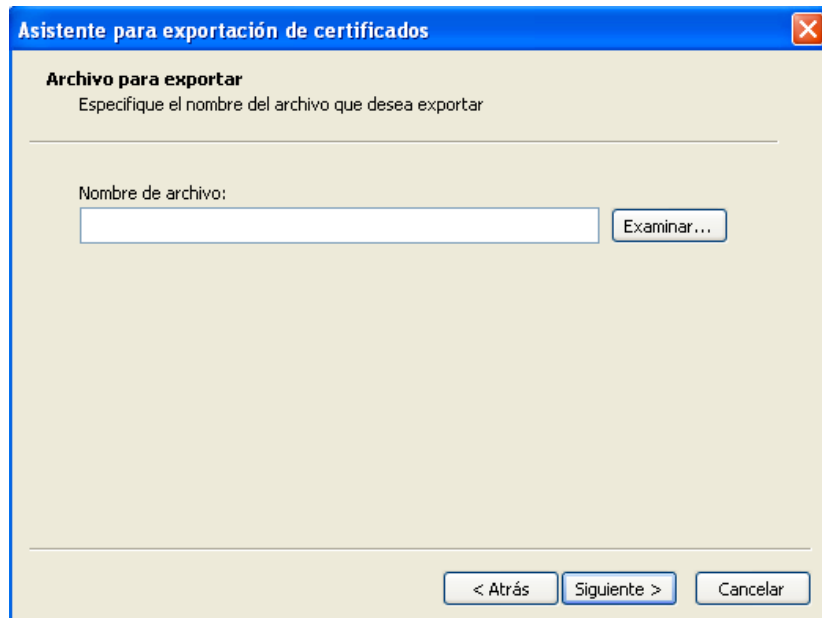 Asistente para exportación de certificados
Archivo para exportar
Especifique el nombre del archivo que desea exportar
Nombre de archivo:
Examinar...
< Atrás
Siguiente >
Cancelar